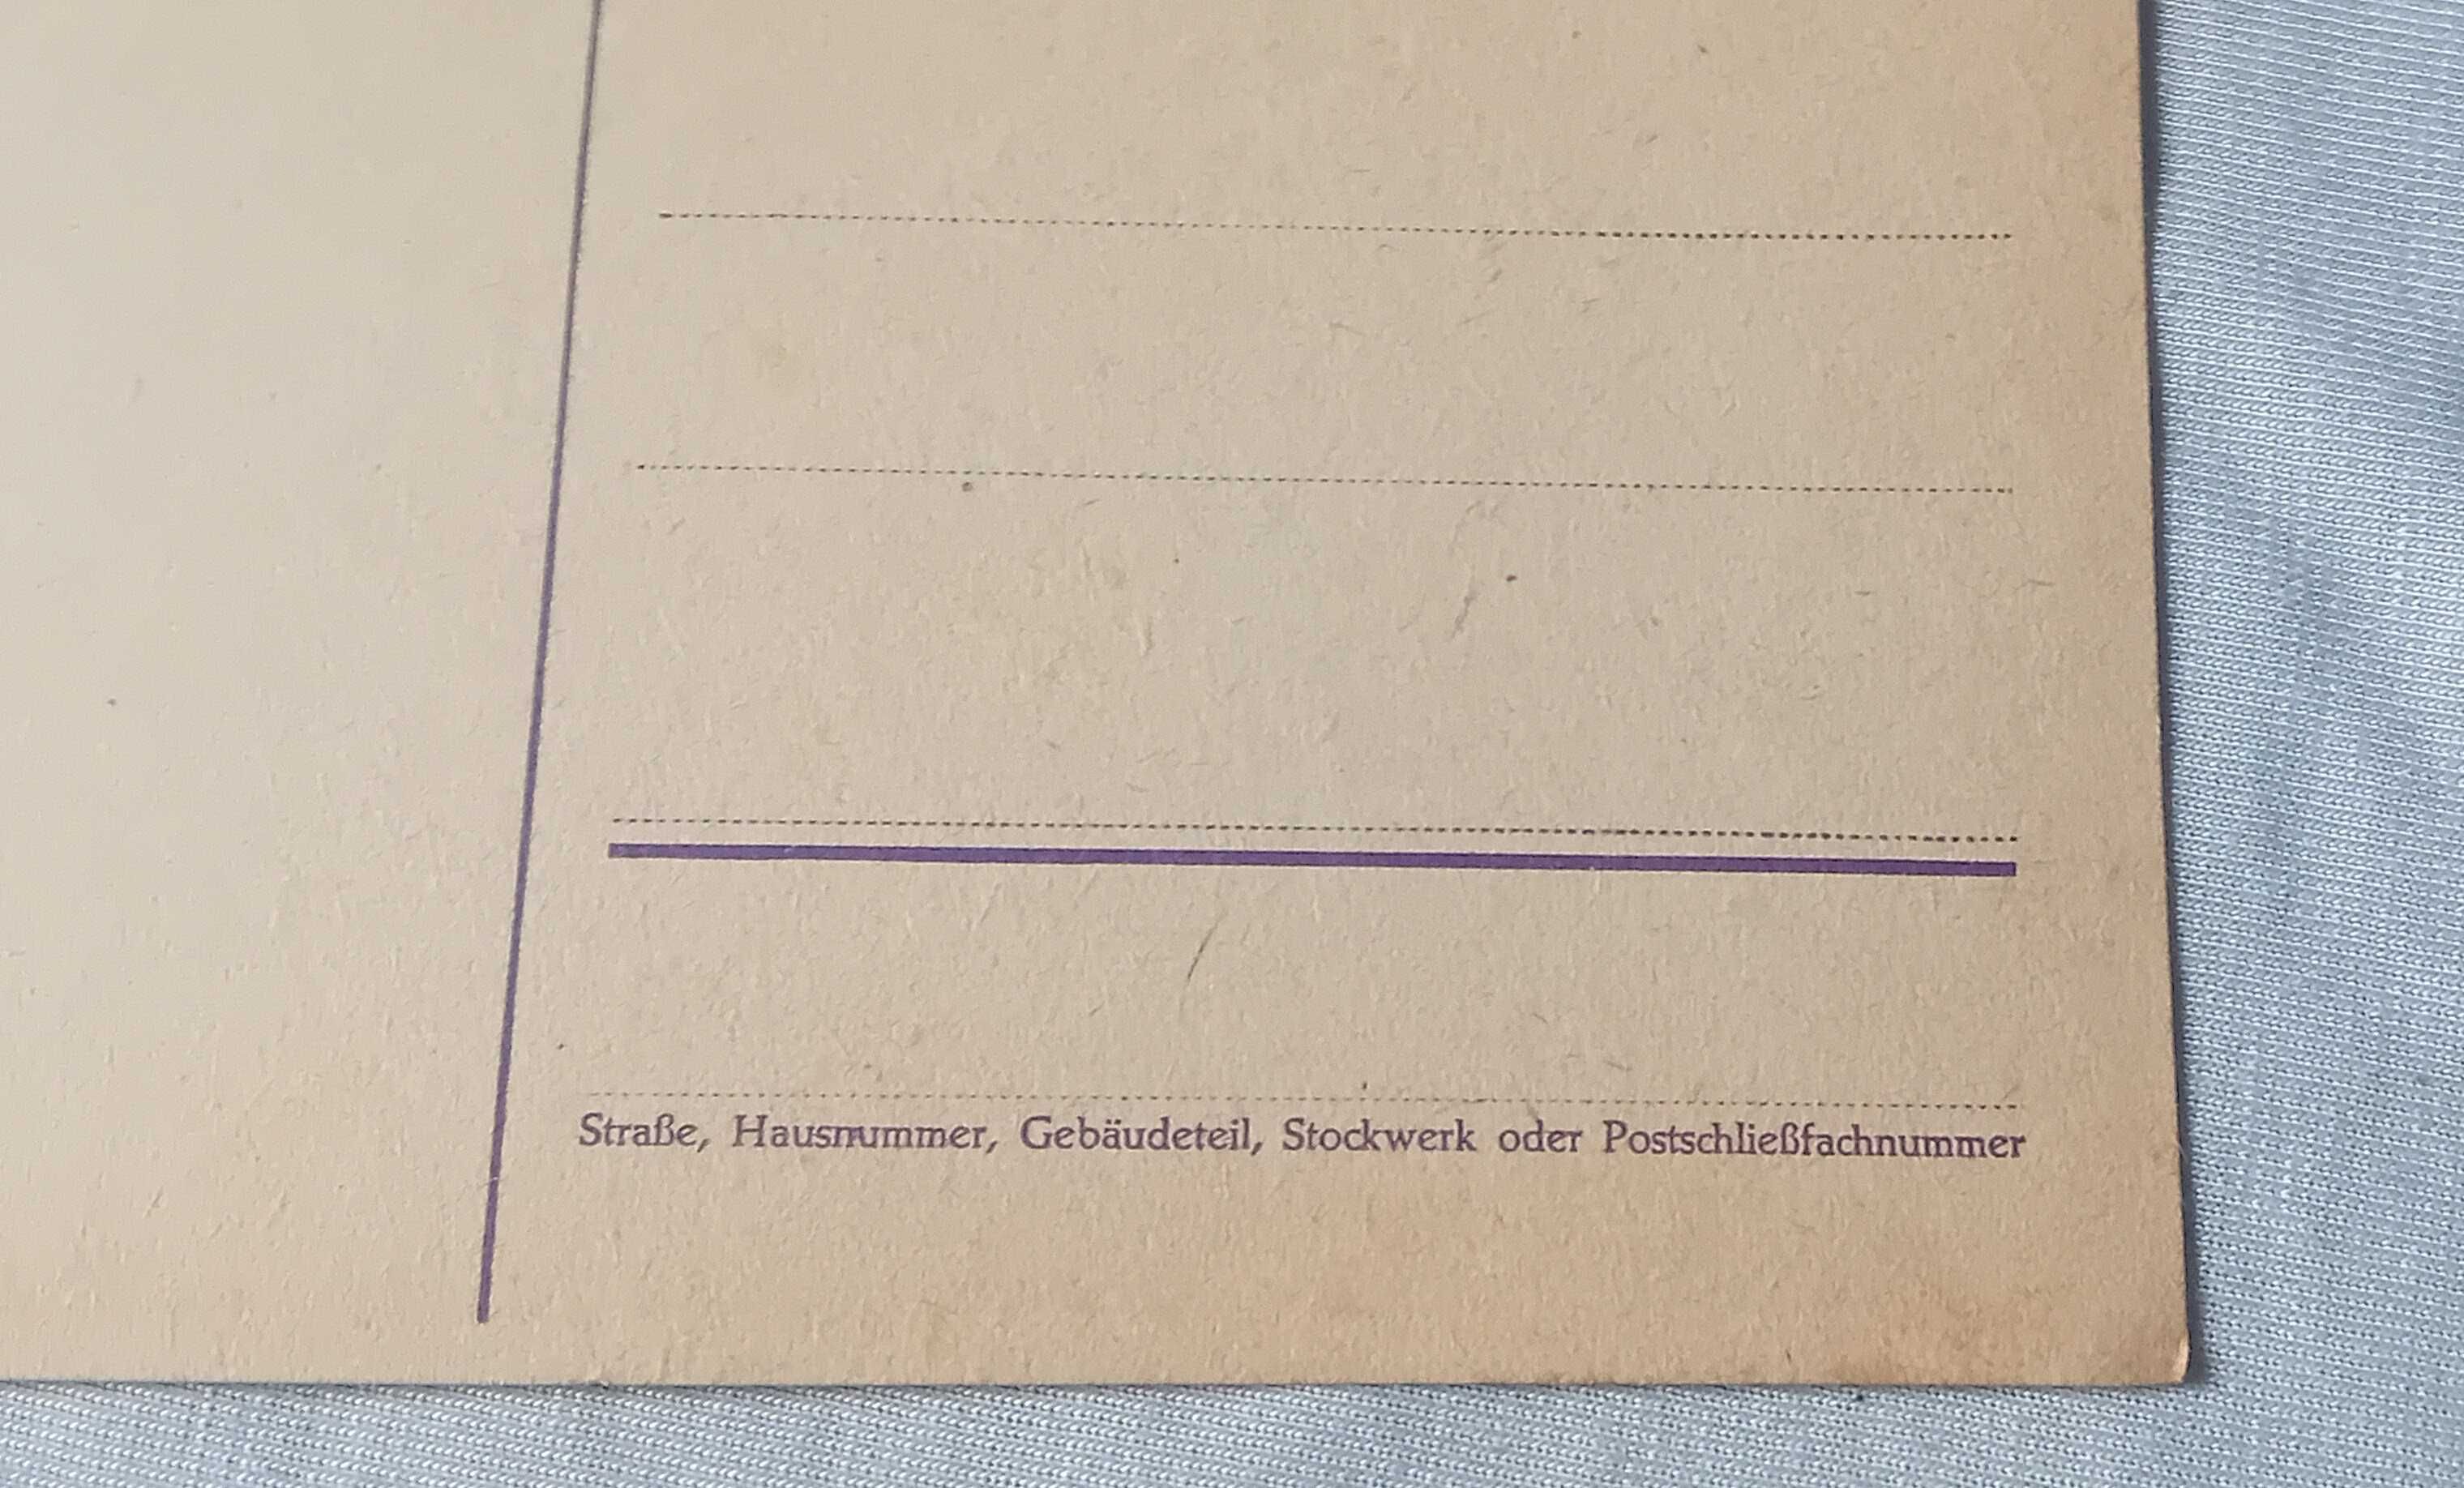 Straße, Hausnummer, Gebäudeteil, Stockwerk oder Postschließfachnummer